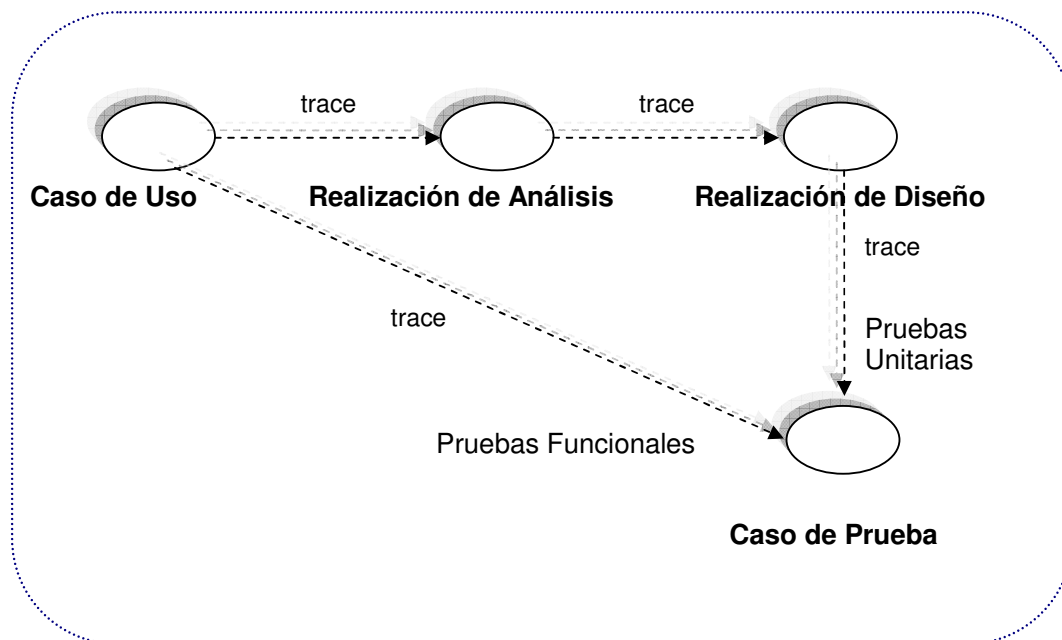 trace
trace
Caso de Uso
Realización de Análisis
Realización de Diseño
trace
trace
Pruebas
Unitarias
Pruebas Funcionales
Caso de Prueba